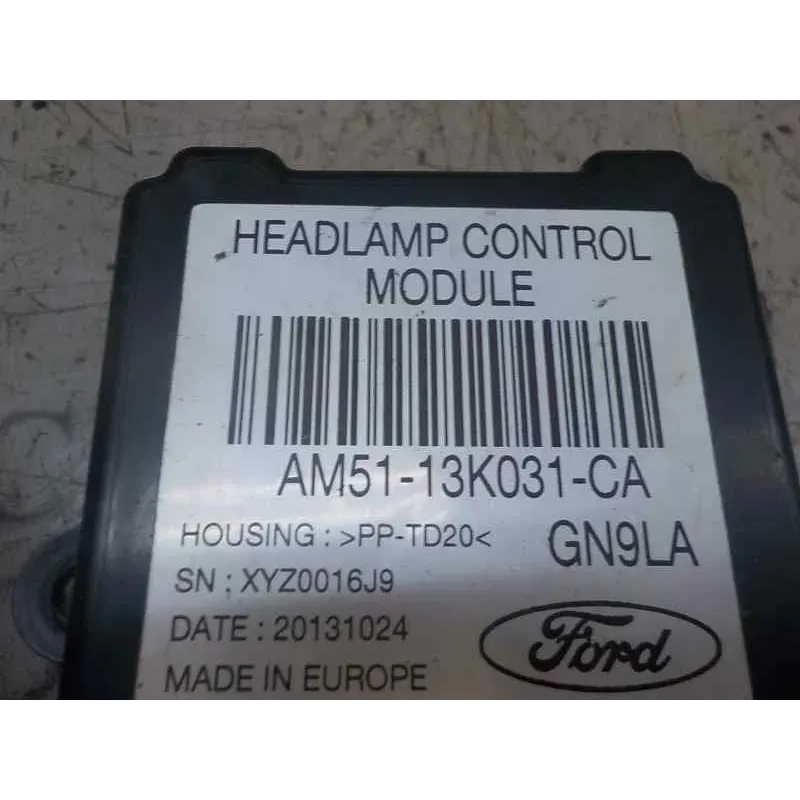 HEADLAMP CONTROL
MODULE
AM51-13K031-CA
HOUSING : >PP-TD20< GN9LA
SN : XYZ0016J9
DATE : 20131024
Ford
MADE IN EUROPE